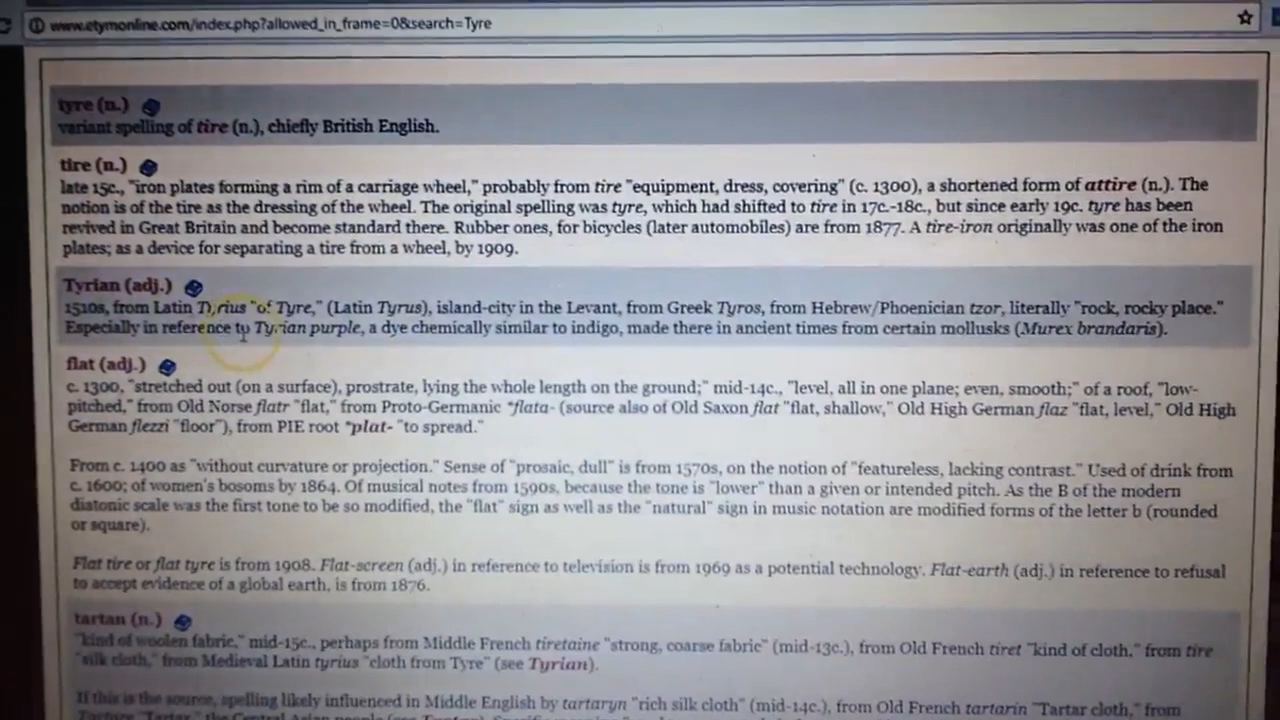 www.etymonline.com/index.php?allowed_in_frame=0&search=Tyre
tyre (n.)
variant spelling of tire (n.), chiefly British English.
tire (n.)
late 15c., "iron plates forming a rim of a carriage wheel," probably from tire "equipment, dress, covering" (c. 1300), a shortened form of attire (n.). The
notion is of the tire as the dressing of the wheel. The original spelling was tyre, which had shifted to tire in 17c.-18c., but since early 19c. tyre has been
revived in Great Britain and become standard there. Rubber ones, for bicycles (later automobiles) are from 1877. A tire-iron originally was one of the iron
plates; as a device for separating a tire from a wheel, by 1909.
Tyrian (adj.)
1510s, from Latin Tyrius "of Tyre," (Latin Tyrus), island-city in the Levant, from Greek Tyros, from Hebrew/Phoenician tzor, literally "rock, rocky place."
Especially in reference to Tyrian purple, a dye chemically similar to indigo, made there in ancient times from certain mollusks (Murex brandaris).
flat (adj.)
c. 1300, "stretched out (on a surface), prostrate, lying the whole length on the ground;" mid-14c., "level, all in one plane; even, smooth;" of a roof, "low-
pitched," from Old Norse flatr "flat," from Proto-Germanic *flata- (source also of Old Saxon flat "flat, shallow," Old High German flaz "flat, level," Old High
German flezzi "floor"), from PIE root *plat- "to spread."
From c. 1400 as "without curvature or projection." Sense of "prosaic, dull" is from 1570s, on the notion of "featureless, lacking contrast." Used of drink from
c. 1600; of women's bosoms by 1864. Of musical notes from 1590s, because the tone is "lower" than a given or intended pitch. As the B of the modern
diatonic scale was the first tone to be so modified, the "flat" sign as well as the "natural" sign in music notation are modified forms of the letter b (rounded
or square).
Flat tire or flat tyre is from 1908. Flat-screen (adj.) in reference to television is from 1969 as a potential technology. Flat-earth (adj.) in reference to refusal
to accept evidence of a global earth, is from 1876.
tartan (n.)
"kind of woolen fabric," mid-15c., perhaps from Middle French tiretaine "strong, coarse fabric" (mid-13c.), from Old French tiret "kind of cloth," from tire
"silk cloth," from Medieval Latin tyrius "cloth from Tyre" (see Tyrian).
If this is the source, spelling likely influenced in Middle English by tartaryn "rich silk cloth" (mid-14c.), from Old French tartarin "Tartar cloth," from